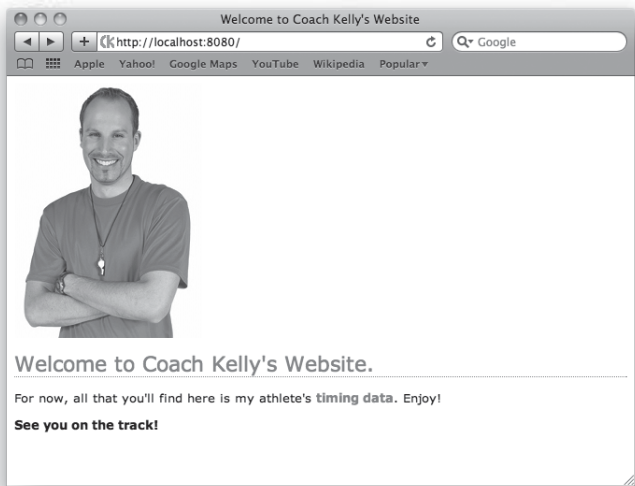 Welcome to Coach Kelly's Website
http://localhost:8080/
Google
Apple Yahoo! Google Maps YouTube Wikipedia Popular
Welcome to Coach Kelly's Website.
For now, all that you'll find here is my athlete's timing data. Enjoy!
See you on the track!